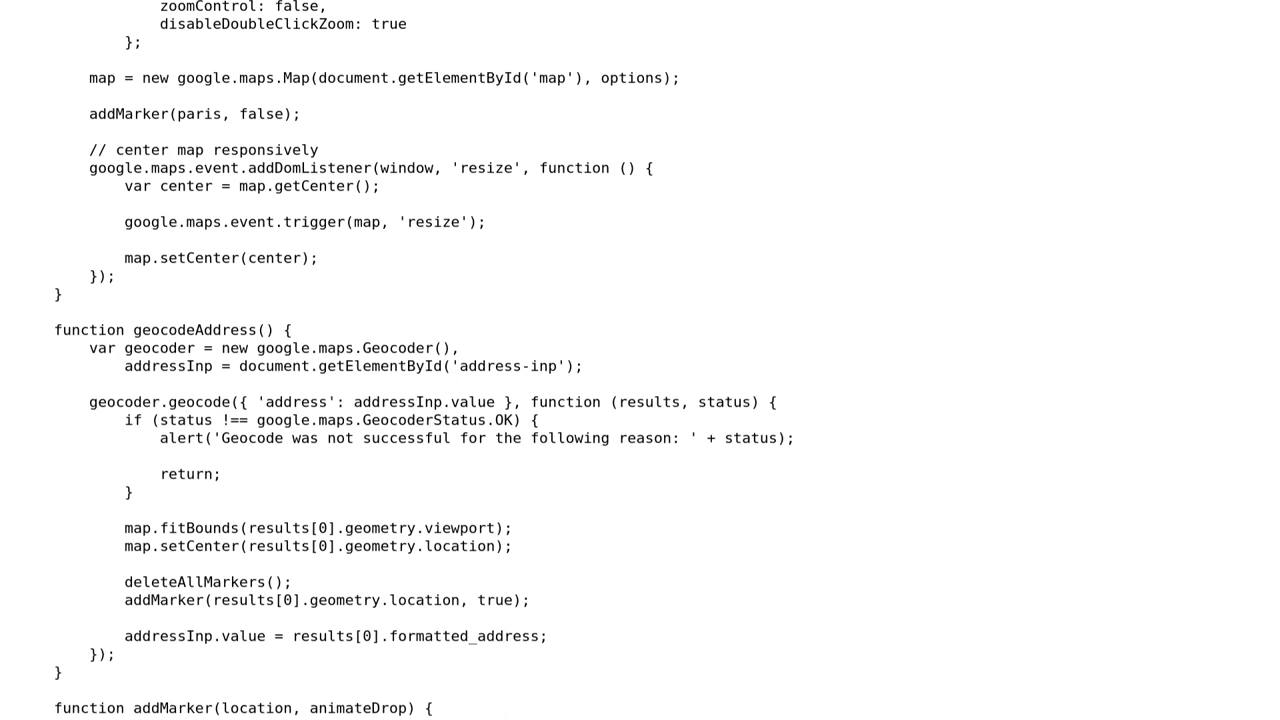 zoomControl: false,
disableDoubleClickZoom: true
};
map = new google.maps.Map(document.getElementById('map'), options);
addMarker(paris, false);
// center map responsively
google.maps.event.addDomListener(window, 'resize', function () {
var center = map.getCenter();
google.maps.event.trigger(map, 'resize');
map.setCenter(center);
});
}
function geocodeAddress() {
var geocoder = new google.maps.Geocoder(),
addressInp = document.getElementById('address-inp');
geocoder.geocode({ 'address': addressInp.value }, function (results, status) {
if (status !== google.maps.GeocoderStatus.OK) {
alert('Geocode was not successful for the following reason: ' + status);
return;
}
map.fitBounds(results[0].geometry.viewport);
map.setCenter(results[0].geometry.location);
deleteAllMarkers();
addMarker(results[0].geometry.location, true);
addressInp.value = results[0].formatted_address;
});
}
function addMarker(location, animateDrop) {